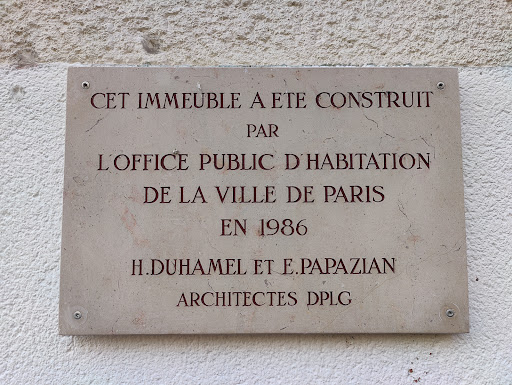 CET IMMEUBLE A ETE CONSTRUIT
PAR
L'OFFICE PUBLIC D'HABITATION
DE LA VILLE DE PARIS
EN 1986
H.DUHAMEL ET E.PAPAZIAN
ARCHITECTES DPLG